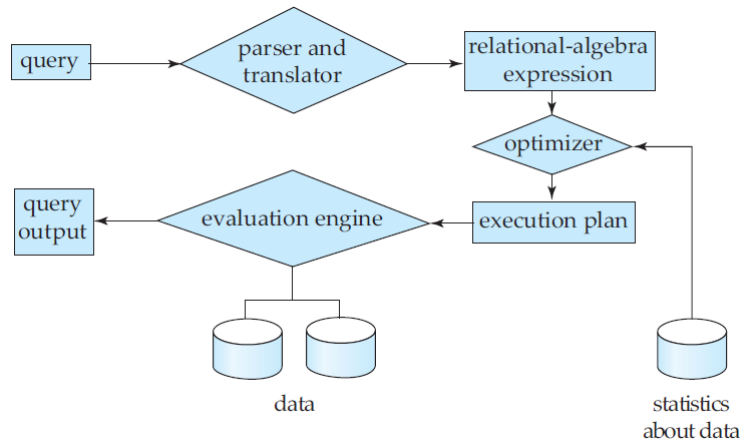 query
parser and
translator
relational-algebra
expression
optimizer
query
output
evaluation engine
execution plan
data
statistics
about data